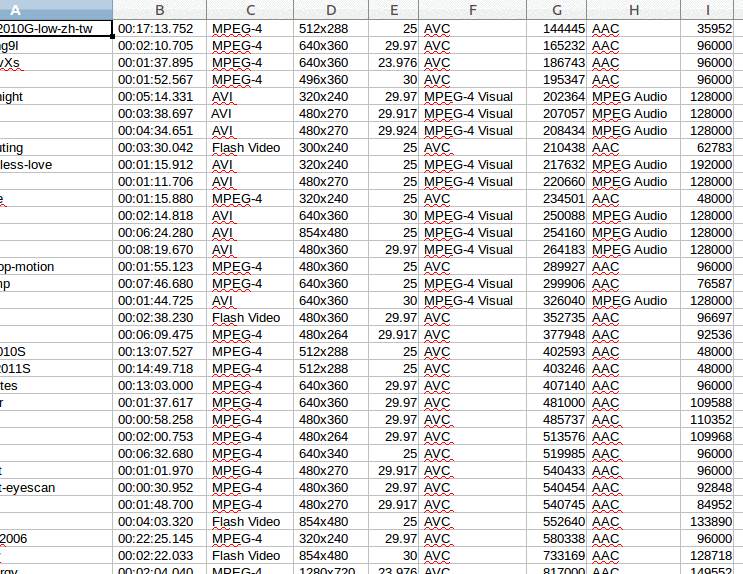 A B C D E F G H I
2010G-low-zh-tw 00:17:13.752 MPEG-4 512x288 25 AVC 144445 AAC 35952
ng9I 00:02:10.705 MPEG-4 640x360 29.97 AVC 165232 AAC 96000
vXs 00:01:37.895 MPEG-4 640x360 23.976 AVC 186743 AAC 96000
00:01:52.567 MPEG-4 496x360 30 AVC 195347 AAC 96000
night 00:05:14.331 AVI 320x240 29.97 MPEG-4 Visual 202364 MPEG Audio 128000
00:03:38.697 AVI 480x270 29.917 MPEG-4 Visual 207057 MPEG Audio 128000
00:04:34.651 AVI 480x270 29.924 MPEG-4 Visual 208434 MPEG Audio 128000
uting 00:03:30.042 Flash Video 300x240 25 AVC 210438 AAC 62783
less-love 00:01:15.912 AVI 320x240 25 MPEG-4 Visual 217632 MPEG Audio 192000
00:01:11.706 AVI 480x270 25 MPEG-4 Visual 220660 MPEG Audio 128000
e 00:01:15.880 MPEG-4 320x240 25 AVC 234501 AAC 48000
00:02:14.818 AVI 640x360 30 MPEG-4 Visual 250088 MPEG Audio 128000
00:06:24.280 AVI 854x480 25 MPEG-4 Visual 254160 MPEG Audio 128000
00:08:19.670 AVI 480x360 29.97 MPEG-4 Visual 264183 MPEG Audio 128000
op-motion 00:01:55.123 MPEG-4 480x360 25 AVC 289927 AAC 96000
mp 00:07:46.680 MPEG-4 640x360 25 MPEG-4 Visual 299906 AAC 76587
00:01:44.725 AVI 640x360 30 MPEG-4 Visual 326040 MPEG Audio 128000
00:02:38.230 Flash Video 480x360 29.97 AVC 352735 AAC 96697
00:06:09.475 MPEG-4 480x264 29.917 AVC 377948 AAC 92536
010S 00:13:07.527 MPEG-4 512x288 25 AVC 402593 AAC 48000
2011S 00:14:49.718 MPEG-4 512x288 25 AVC 403246 AAC 48000
tes 00:13:03.000 MPEG-4 640x360 29.97 AVC 407140 AAC 96000
r 00:01:37.617 MPEG-4 640x360 29.97 AVC 481000 AAC 109588
00:00:58.258 MPEG-4 480x360 29.97 AVC 485737 AAC 110352
00:02:00.753 MPEG-4 480x264 29.97 AVC 513576 AAC 109968
00:06:32.680 MPEG-4 640x340 25 AVC 519985 AAC 96000
t 00:01:01.970 MPEG-4 480x270 29.917 AVC 540433 AAC 96000
t-eyescan 00:00:30.952 MPEG-4 480x360 29.97 AVC 540454 AAC 92848
00:01:48.700 MPEG-4 480x270 29.917 AVC 540745 AAC 84952
00:04:03.320 Flash Video 854x480 25 AVC 552640 AAC 133890
2006 00:22:25.145 MPEG-4 320x240 29.97 AVC 580338 AAC 96000
00:02:22.033 Flash Video 854x480 30 AVC 733169 AAC 128718
rgy 00:02:04.040 MPEG-4 1280x720 23.976 AVC 817000 AAC 149552